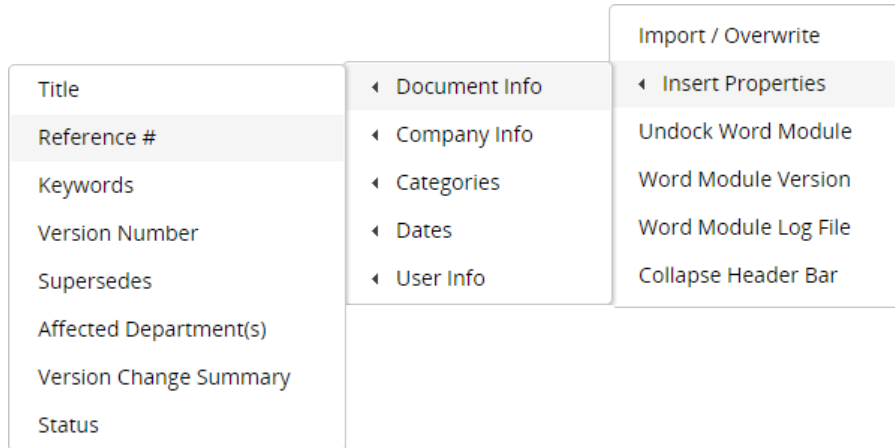 Import / Overwrite
Insert Properties
Undock Word Module
Word Module Version
Word Module Log File
Collapse Header Bar
Document Info
Company Info
Categories
Dates
User Info
Title
Reference #
Keywords
Version Number
Supersedes
Affected Department(s)
Version Change Summary
Status